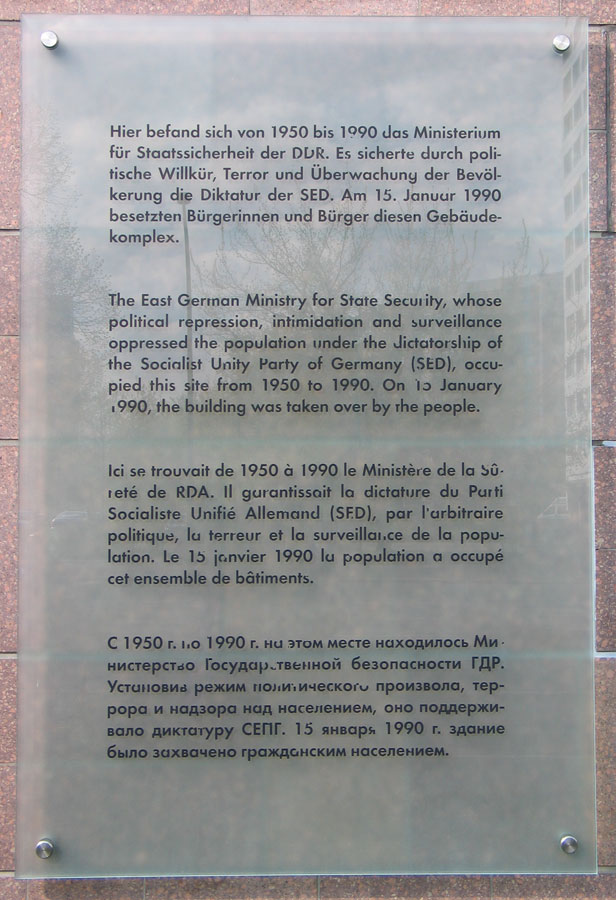 Hier befand sich von 1950 bis 1990 das Ministerium
für Staatssicherheit der DDR. Es sicherte durch poli-
tische Willkür, Terror und Überwachung der Bevöl-
kerung die Diktatur der SED. Am 15. Januar 1990
besetzten Bürgerinnen und Bürger diesen Gebäude-
komplex.
The East German Ministry for State Security, whose
political repression, intimidation and surveillance
oppressed the population under the dictatorship of
the Socialist Unity Party of Germany (SED), occu-
pied this site from 1950 to 1990. On 15 January
1990, the building was taken over by the people.
Ici se trouvait de 1950 à 1990 le Ministère de la Sû-
reté de RDA. Il garantissait la dictature du Parti
Socialiste Unifié Allemand (SED), par l'arbitraire
politique, la terreur et la surveillance de la popu-
lation. Le 15 janvier 1990 la population a occupé
cet ensemble de bâtiments.
С 1950 г. по 1990 г. на этом месте находилось Ми-
нистерство Государственной безопасности ГДР.
Установив режим политического произвола, тер-
рора и надзора над населением, оно поддержи-
вало диктатуру СЕПГ. 15 января 1990 г. здание
было захвачено гражданским населением.